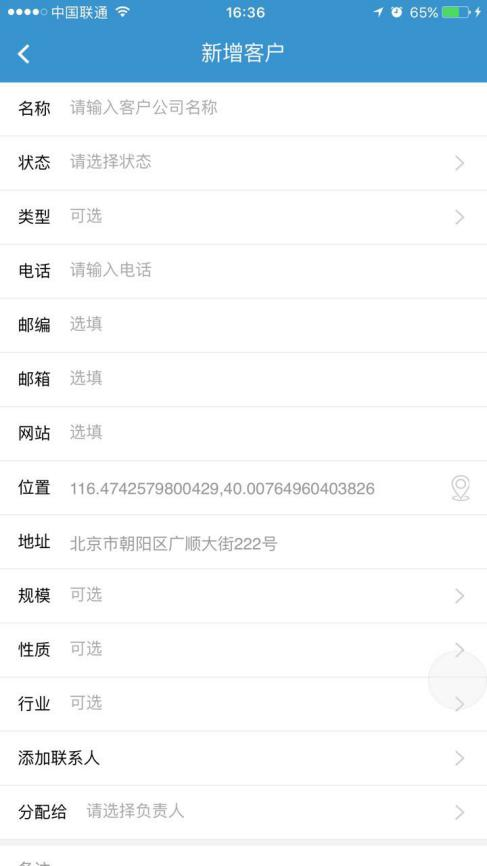 中国联通 16:36 65%
新增客户
名称 请输入客户公司名称
状态 请选择状态
类型 可选
电话 请输入电话
邮编 选填
邮箱 选填
网站 选填
位置 116.4742579800429,40.00764960403826
地址 北京市朝阳区广顺大街222号
规模 可选
性质 可选
行业 可选
添加联系人
分配给 请选择负责人